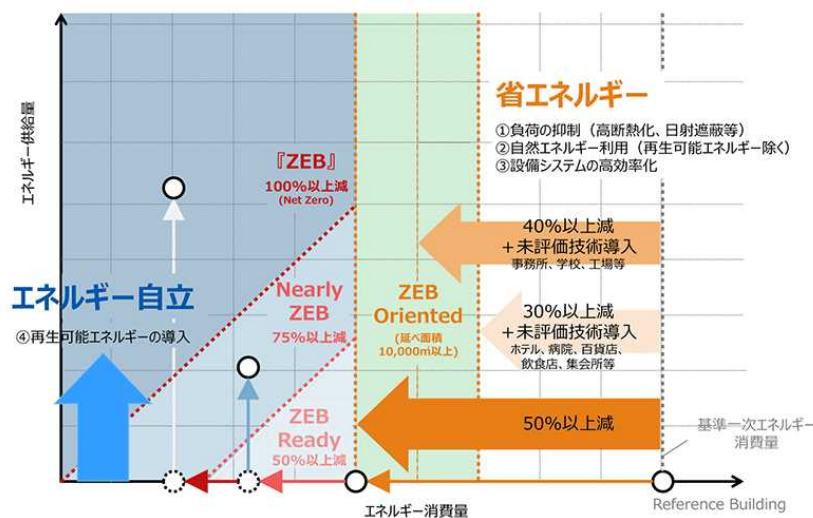 エネルギー供給量
『ZEB』
100%以上減
(Net Zero)
省エネルギー
①負荷の抑制（高断熱化、日射遮蔽等）
②自然エネルギー利用（再生可能エネルギー除く）
③設備システムの高効率化
40%以上減
＋未評価技術導入
事務所、学校、工場等
エネルギー自立
④再生可能エネルギーの導入
Nearly
ZEB
75%以上減
ZEB
Oriented
(延べ面積
10,000㎡以上)
30%以上減
＋未評価技術導入
ホテル、病院、百貨店、
飲食店、集会所等
ZEB
Ready
50%以上減
50%以上減
基準一次エネルギー
消費量
エネルギー消費量
Reference Building